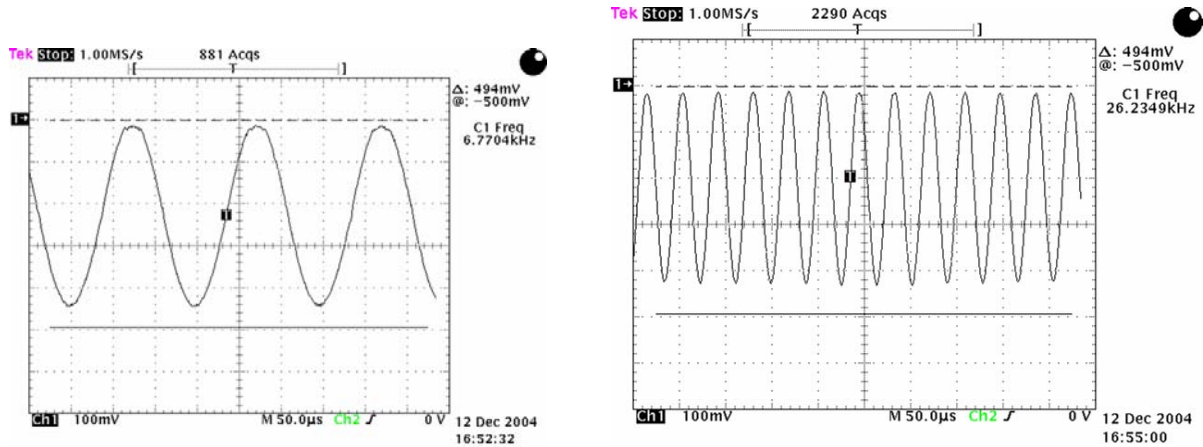 Tek Stop: 1.00MS/s 881 Acqs
[ T ]
Δ: 494mV
@: −500mV
C1 Freq
6.7704kHz
1→
T
Ch1 100mV M 50.0µs Ch2 ʃ 0 V
12 Dec 2004
16:52:32
Tek Stop: 1.00MS/s 2290 Acqs
[ T ]
Δ: 494mV
@: −500mV
C1 Freq
26.2349kHz
1→
T
Ch1 100mV M 50.0µs Ch2 ʃ 0 V
12 Dec 2004
16:55:00